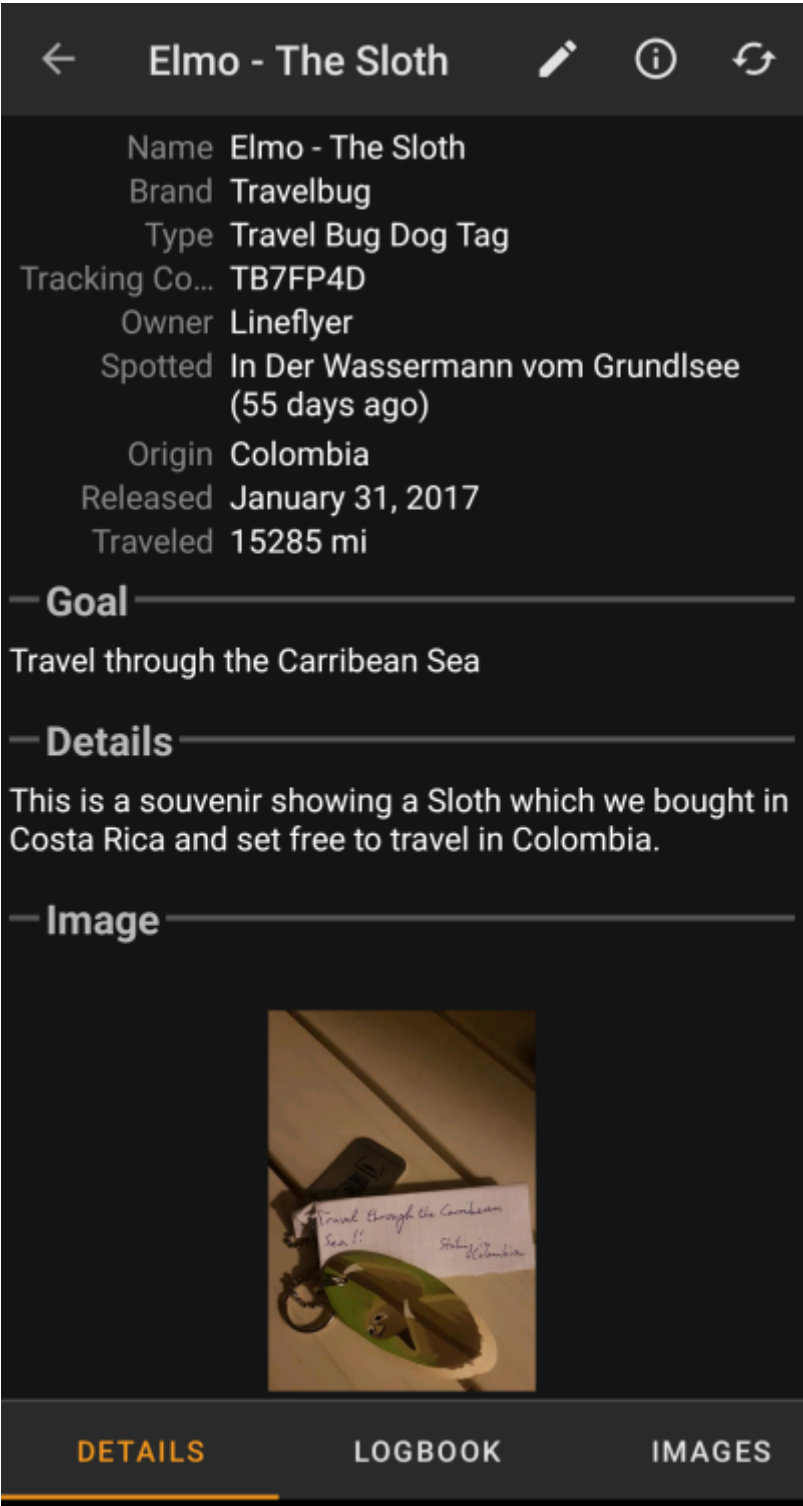 Elmo - The Sloth
Name Elmo - The Sloth
Brand Travelbug
Type Travel Bug Dog Tag
Tracking Co... TB7FP4D
Owner Lineflyer
Spotted In Der Wassermann vom Grundlsee
(55 days ago)
Origin Colombia
Released January 31, 2017
Traveled 15285 mi
Goal
Travel through the Carribean Sea
Details
This is a souvenir showing a Sloth which we bought in
Costa Rica and set free to travel in Colombia.
Image
Travel through the Carribean
Sea!!
Colombia
DETAILS LOGBOOK IMAGES